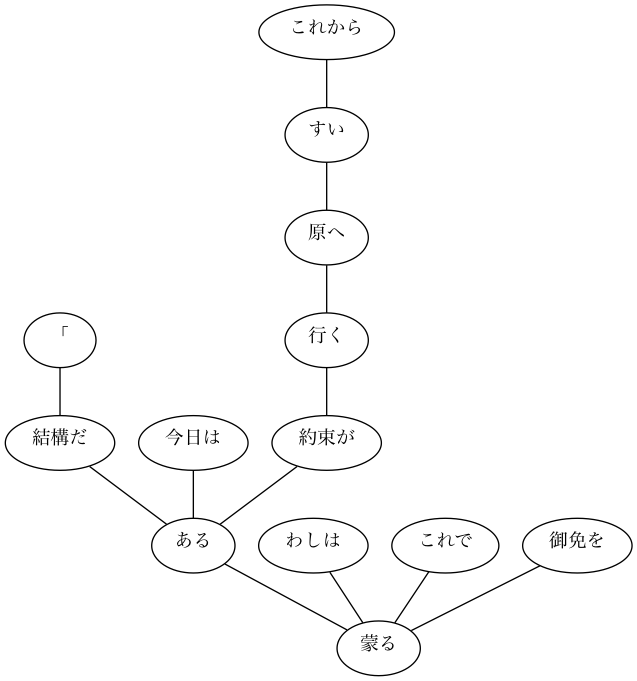 これから
すい
原へ
「 行く
結構だ 今日は 約束が
ある わしは これで 御免を
蒙る